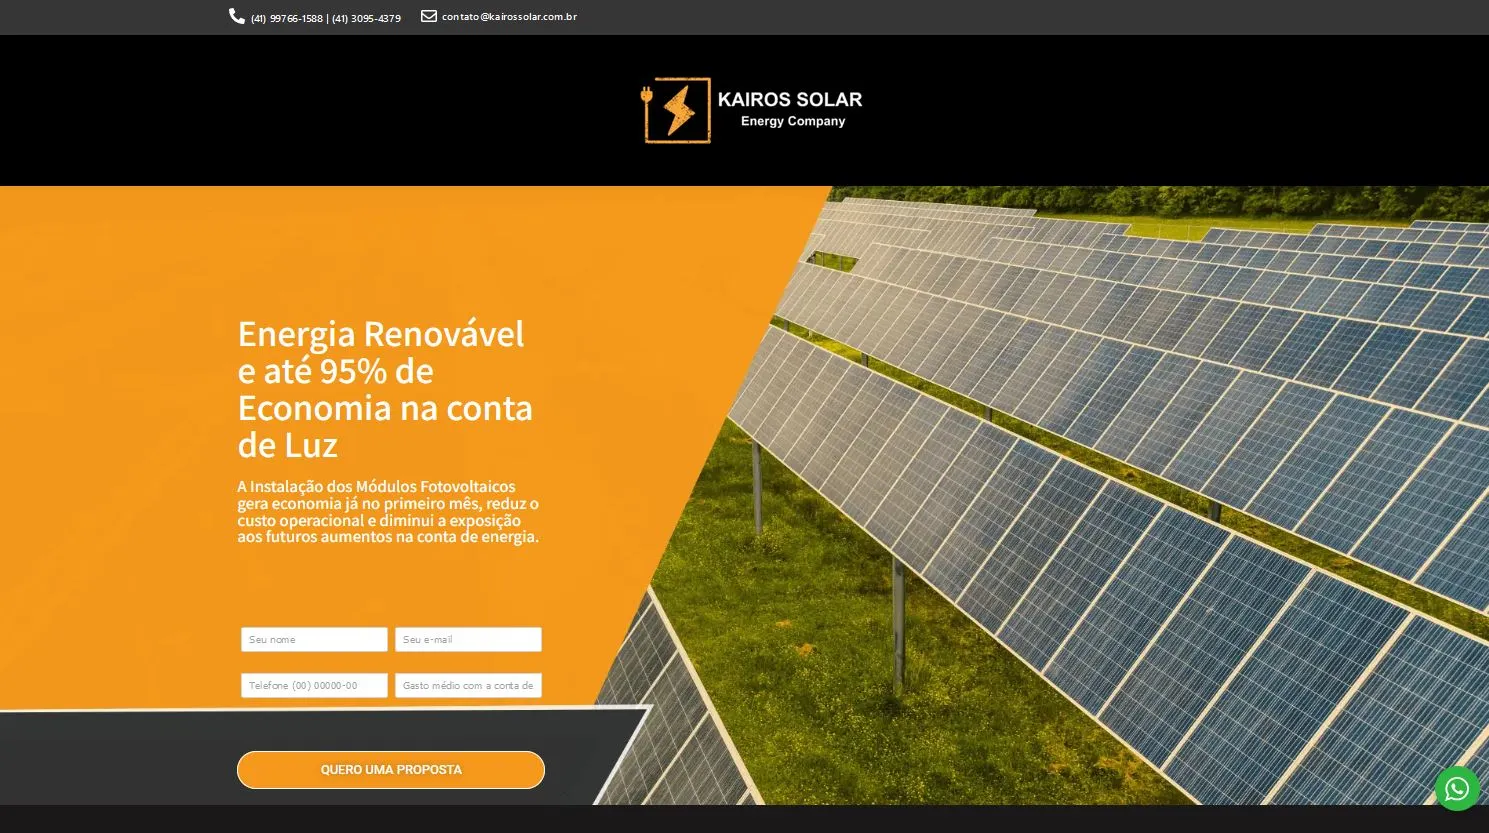 (41) 99766-1588 | (41) 3095-4379
contato@kairossolar.com.br
KAIROS SOLAR
Energy Company
Energia Renovável
e até 95% de
Economia na conta
de Luz
A Instalação dos Módulos Fotovoltaicos
gera economia já no primeiro mês, reduz o
custo operacional e diminui a exposição
aos futuros aumentos na conta de energia.
Seu nome
Seu e-mail
Telefone (00) 00000-00
Gasto médio com a conta de
QUERO UMA PROPOSTA